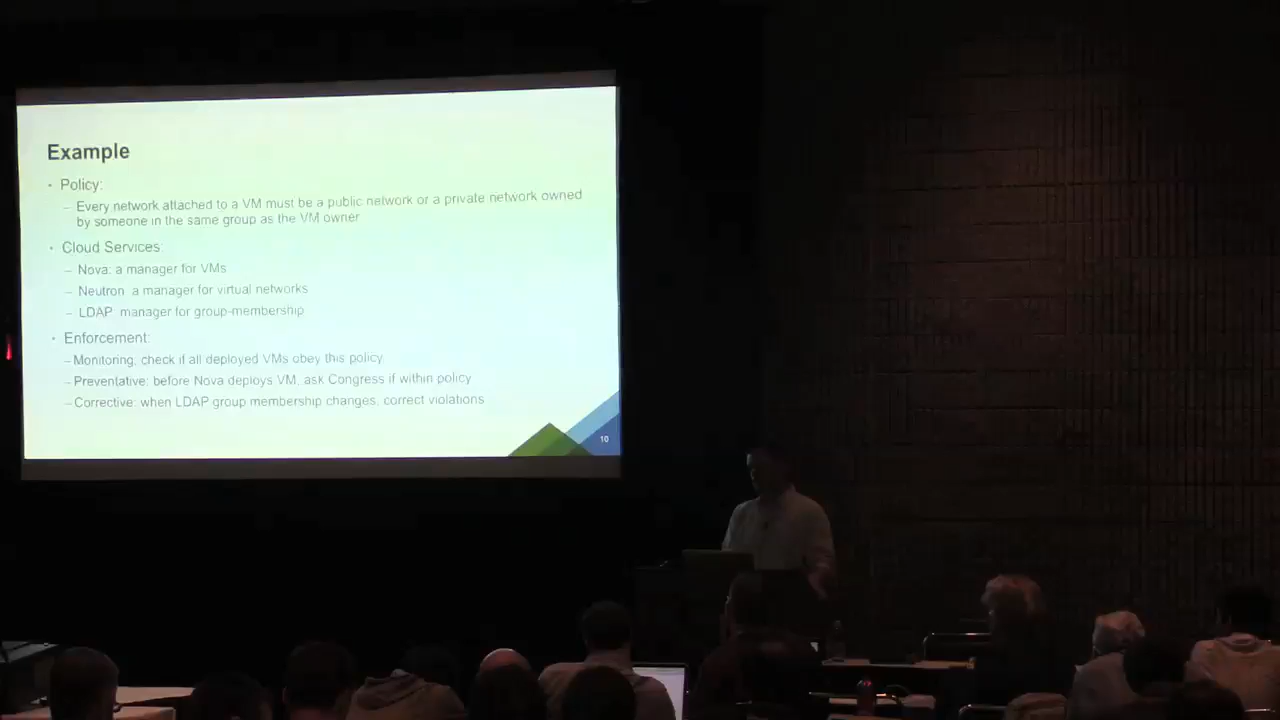 Example
• Policy:
– Every network attached to a VM must be a public network or a private network owned
by someone in the same group as the VM owner
• Cloud Services:
– Nova: a manager for VMs
– Neutron a manager for virtual networks
– LDAP manager for group-membership
• Enforcement:
– Monitoring: check if all deployed VMs obey this policy.
– Preventative: before Nova deploys VM, ask Congress if within policy
– Corrective: when LDAP group membership changes, correct violations
10